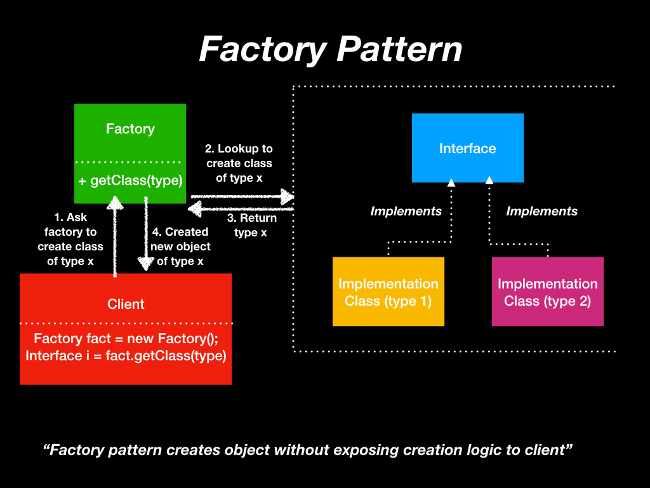 Factory Pattern
Factory
+ getClass(type)
2. Lookup to
create class
of type x
3. Return
type x
1. Ask
factory to
create class
of type x
4. Created
new object
of type x
Client
Factory fact = new Factory();
Interface i = fact.getClass(type)
Interface
Implements
Implements
Implementation
Class (type 1)
Implementation
Class (type 2)
“Factory pattern creates object without exposing creation logic to client”